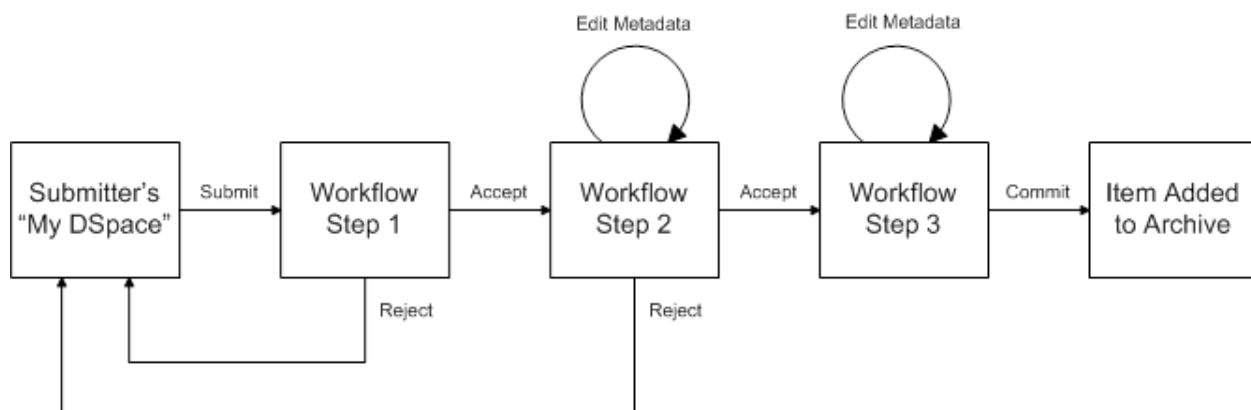 Edit Metadata
Edit Metadata
Submitter’s
“My DSpace”
Submit
Workflow
Step 1
Accept
Workflow
Step 2
Accept
Workflow
Step 3
Commit
Item Added
to Archive
Reject
Reject